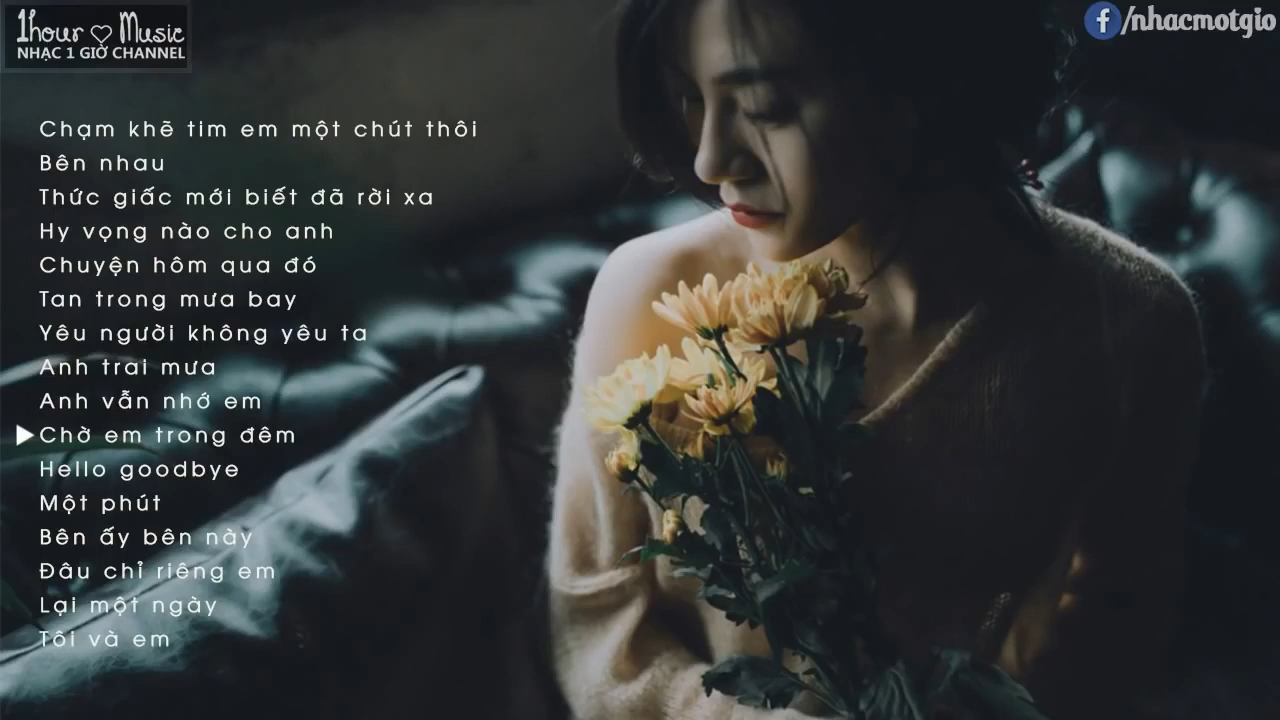 1hour ♡ Music
NHẠC 1 GIỜ CHANNEL
f/nhacmotgio
Chạm khẽ tim em một chút thôi
Bên nhau
Thức giấc mới biết đã rời xa
Hy vọng nào cho anh
Chuyện hôm qua đó
Tan trong mưa bay
Yêu người không yêu ta
Anh trai mưa
Anh vẫn nhớ em
Chờ em trong đêm
Hello goodbye
Một phút
Bên ấy bên này
Đâu chỉ riêng em
Lại một ngày
Tôi và em